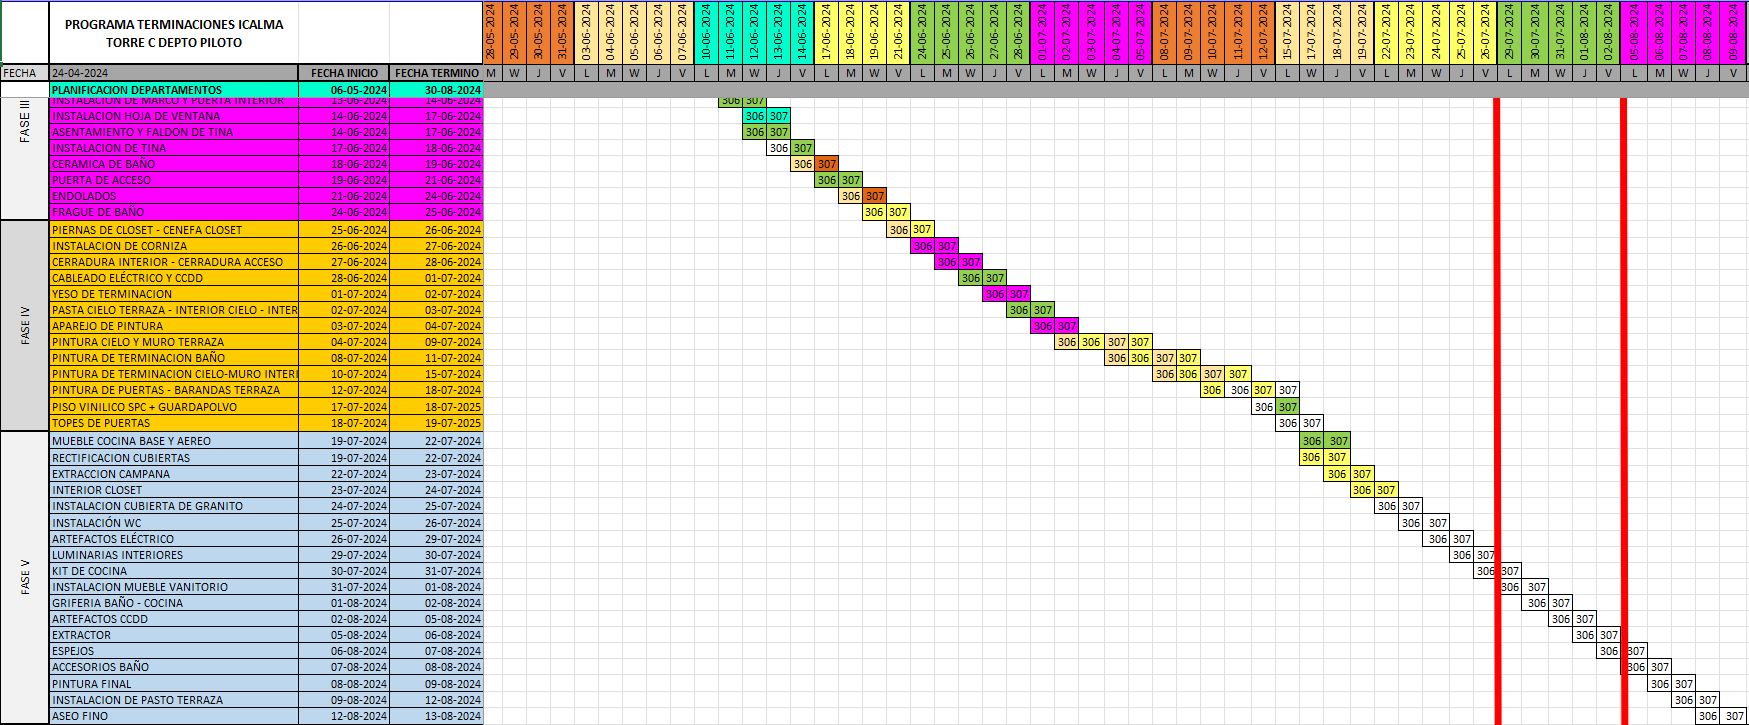 PROGRAMA TERMINACIONES ICALMA
TORRE C DEPTO PILOTO
28-05-2024 29-05-2024 30-05-2024 31-05-2024 03-06-2024 04-06-2024 05-06-2024 06-06-2024 07-06-2024 10-06-2024 11-06-2024 12-06-2024 13-06-2024 14-06-2024 17-06-2024 18-06-2024 19-06-2024 21-06-2024 24-06-2024 25-06-2024 26-06-2024 27-06-2024 28-06-2024 01-07-2024 02-07-2024 03-07-2024 04-07-2024 05-07-2024 08-07-2024 09-07-2024 10-07-2024 11-07-2024 12-07-2024 15-07-2024 17-07-2024 18-07-2024 19-07-2024 22-07-2024 23-07-2024 24-07-2024 25-07-2024 26-07-2024 29-07-2024 30-07-2024 31-07-2024 01-08-2024 02-08-2024 05-08-2024 06-08-2024 07-08-2024 08-08-2024 09-08-2024
FECHA 24-04-2024 FECHA INICIO FECHA TERMINO M W J V L M W J V L M W J V L M W V L M W J V L M W J V L M W J V L W J V L M W J V L M W J V L M W J V
PLANIFICACION DEPARTAMENTOS 06-05-2024 30-08-2024
FASE III
INSTALACION DE MARCO Y PUERTA INTERIOR 13-06-2024 14-06-2024 306 307
INSTALACION HOJA DE VENTANA 14-06-2024 17-06-2024 306 307
ASENTAMIENTO Y FALDON DE TINA 14-06-2024 17-06-2024 306 307
INSTALACION DE TINA 17-06-2024 18-06-2024 306 307
CERAMICA DE BAÑO 18-06-2024 19-06-2024 306 307
PUERTA DE ACCESO 19-06-2024 21-06-2024 306 307
ENDOLADOS 21-06-2024 24-06-2024 306 307
FRAGUE DE BAÑO 24-06-2024 25-06-2024 306 307
FASE IV
PIERNAS DE CLOSET - CENEFA CLOSET 25-06-2024 26-06-2024 306 307
INSTALACION DE CORNIZA 26-06-2024 27-06-2024 306 307
CERRADURA INTERIOR - CERRADURA ACCESO 27-06-2024 28-06-2024 306 307
CABLEADO ELÉCTRICO Y CCDD 28-06-2024 01-07-2024 306 307
YESO DE TERMINACION 01-07-2024 02-07-2024 306 307
PASTA CIELO TERRAZA - INTERIOR CIELO - INTER 02-07-2024 03-07-2024 306 307
APAREJO DE PINTURA 03-07-2024 04-07-2024 306 307
PINTURA CIELO Y MURO TERRAZA 04-07-2024 09-07-2024 306 306 307 307
PINTURA DE TERMINACION BAÑO 08-07-2024 11-07-2024 306 306 307 307
PINTURA DE TERMINACION CIELO-MURO INTERI 10-07-2024 15-07-2024 306 306 307 307
PINTURA DE PUERTAS - BARANDAS TERRAZA 12-07-2024 18-07-2024 306 306 307 307
PISO VINILICO SPC + GUARDAPOLVO 17-07-2024 18-07-2025 306 307
TOPES DE PUERTAS 18-07-2024 19-07-2025 306 307
FASE V
MUEBLE COCINA BASE Y AEREO 19-07-2024 22-07-2024 306 307
RECTIFICACION CUBIERTAS 19-07-2024 22-07-2024 306 307
EXTRACCION CAMPANA 22-07-2024 23-07-2024 306 307
INTERIOR CLOSET 23-07-2024 24-07-2024 306 307
INSTALACION CUBIERTA DE GRANITO 24-07-2024 25-07-2024 306 307
INSTALACIÓN WC 25-07-2024 26-07-2024 306 307
ARTEFACTOS ELÉCTRICO 26-07-2024 29-07-2024 306 307
LUMINARIAS INTERIORES 29-07-2024 30-07-2024 306 307
KIT DE COCINA 30-07-2024 31-07-2024 306 307
INSTALACION MUEBLE VANITORIO 31-07-2024 01-08-2024 306 307
GRIFERIA BAÑO - COCINA 01-08-2024 02-08-2024 306 307
ARTEFACTOS CCDD 02-08-2024 05-08-2024 306 307
EXTRACTOR 05-08-2024 06-08-2024 306 307
ESPEJOS 06-08-2024 07-08-2024 306 307
ACCESORIOS BAÑO 07-08-2024 08-08-2024 306 307
PINTURA FINAL 08-08-2024 09-08-2024 306 307
INSTALACION DE PASTO TERRAZA 09-08-2024 12-08-2024 306 307
ASEO FINO 12-08-2024 13-08-2024 306 307